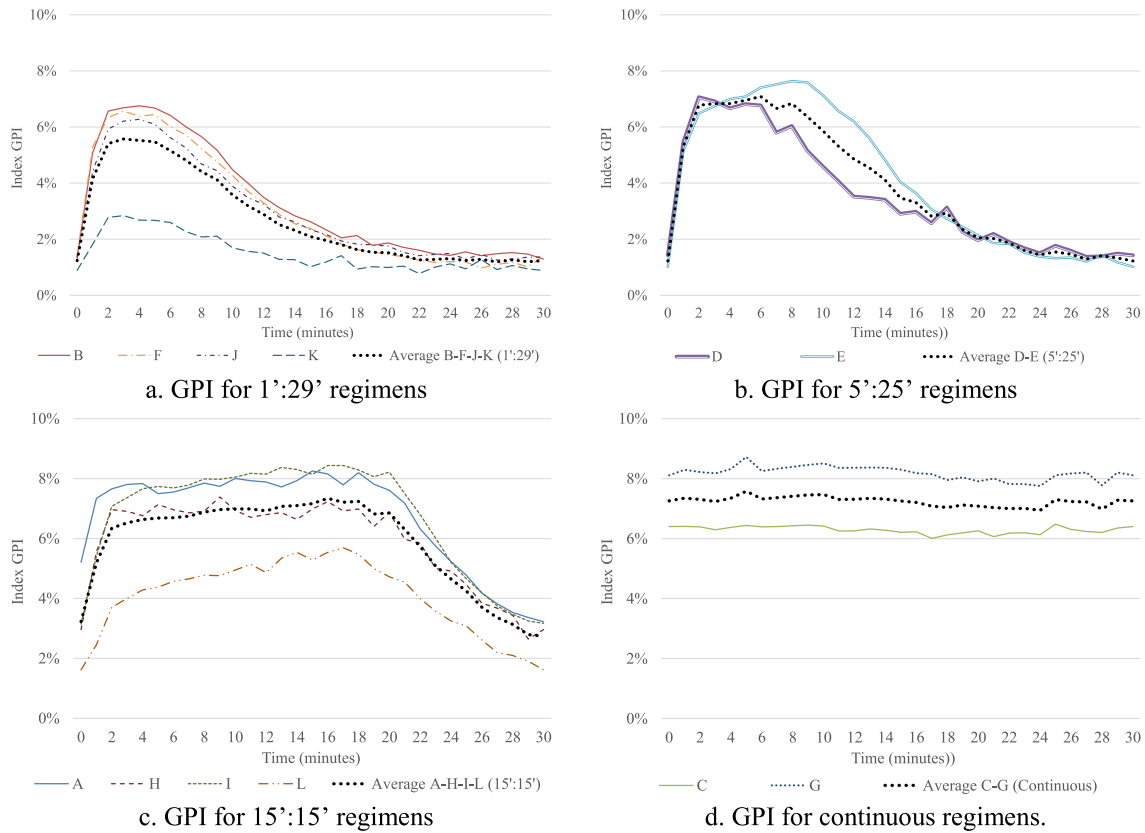 10%
8%
6%
4%
2%
0%
Index GPI
0 2 4 6 8 10 12 14 16 18 20 22 24 26 28 30
Time (minutes)
B F J K Average B-F-J-K (1':29')
a. GPI for 1’:29’ regimens
10%
8%
6%
4%
2%
0%
Index GPI
0 2 4 6 8 10 12 14 16 18 20 22 24 26 28 30
Time (minutes))
D E Average D-E (5':25')
b. GPI for 5’:25’ regimens
10%
8%
6%
4%
2%
0%
Index GPI
0 2 4 6 8 10 12 14 16 18 20 22 24 26 28 30
Time (minutes)
A H I L Average A-H-I-L (15':15')
c. GPI for 15’:15’ regimens
10%
8%
6%
4%
2%
0%
Index GPI
0 2 4 6 8 10 12 14 16 18 20 22 24 26 28 30
Time (minutes))
C G Average C-G (Continuous)
d. GPI for continuous regimens.